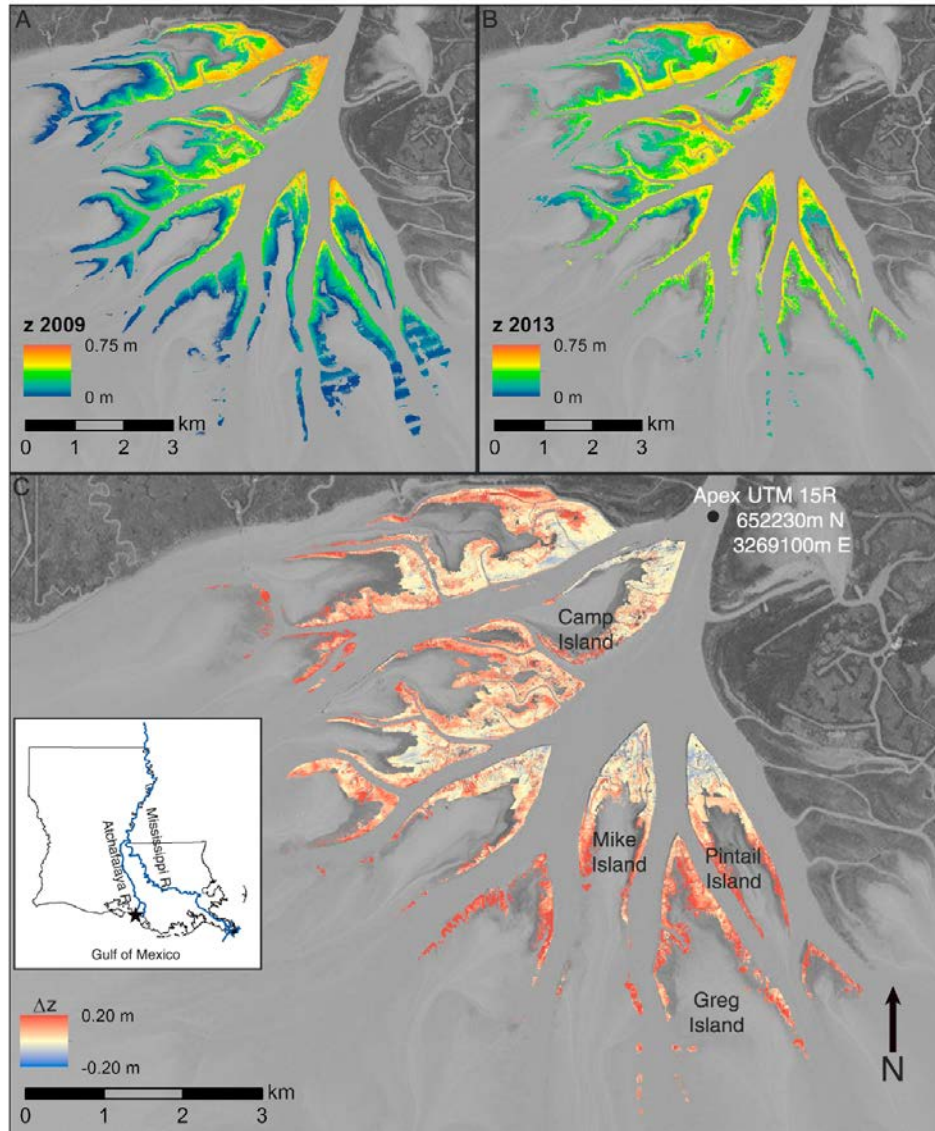 A
z 2009
0.75 m
0 m
km
0 1 2 3
B
z 2013
0.75 m
0 m
km
0 1 2 3
C
Apex UTM 15R
652230m N
3269100m E
Camp
Island
Mike
Island
Pintail
Island
Greg
Island
Mississippi R.
Atchafalaya R.
Gulf of Mexico
Δz
0.20 m
-0.20 m
km
0 1 2 3
N